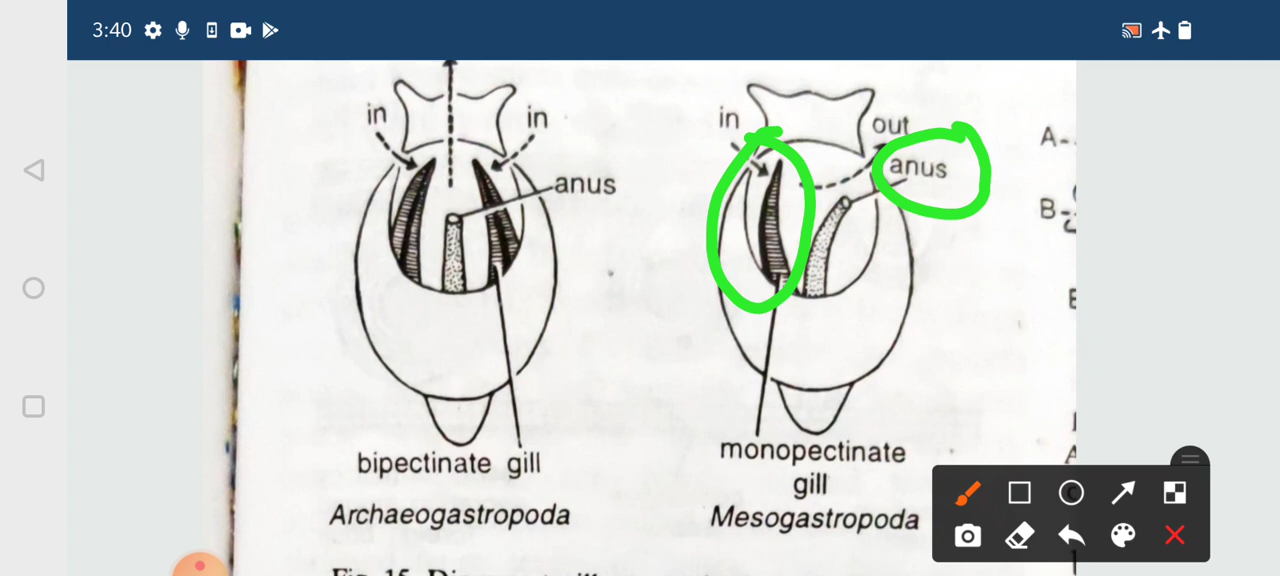 3:40
in
in
anus
bipectinate gill
Archaeogastropoda
in
out
anus
monopectinate
gill
Mesogastropoda
A-
B-